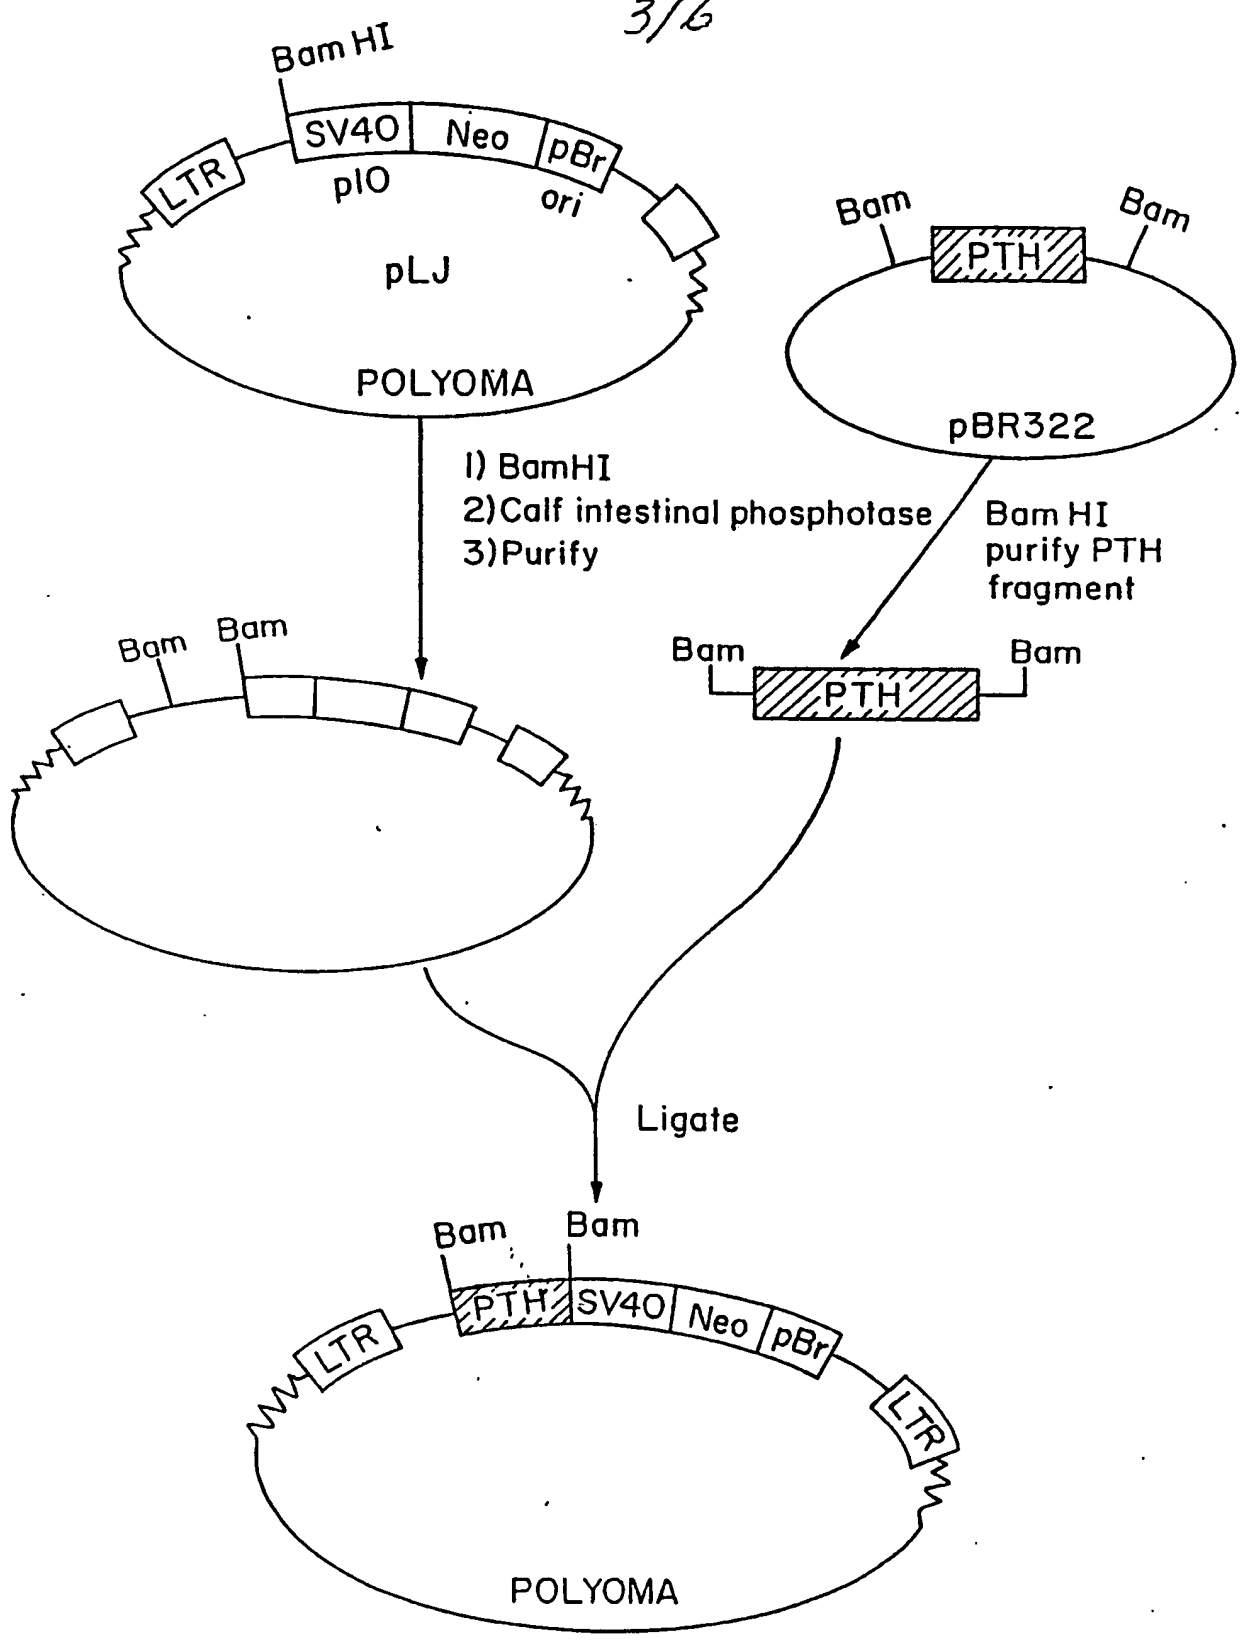 3/6
Bam HI
SV40
Neo
pBr
LTR
pIO
ori
pLJ
POLYOMA
Bam
Bam
PTH
pBR322
1) BamHI
2) Calf intestinal phosphotase
3) Purify
Bam HI
purify PTH
fragment
Bam
Bam
Bam
Bam
PTH
Ligate
Bam
Bam
PTH
SV40
Neo
pBr
LTR
LTR
POLYOMA